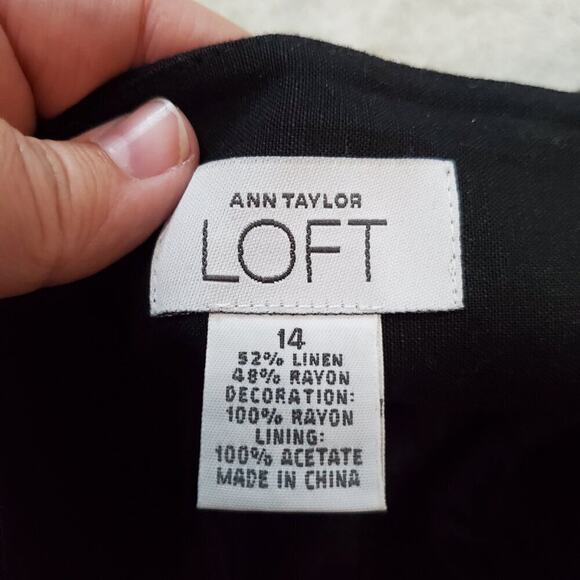 ANN TAYLOR
LOFT
14
52% LINEN
48% RAYON
DECORATION:
100% RAYON
LINING:
100% ACETATE
MADE IN CHINA